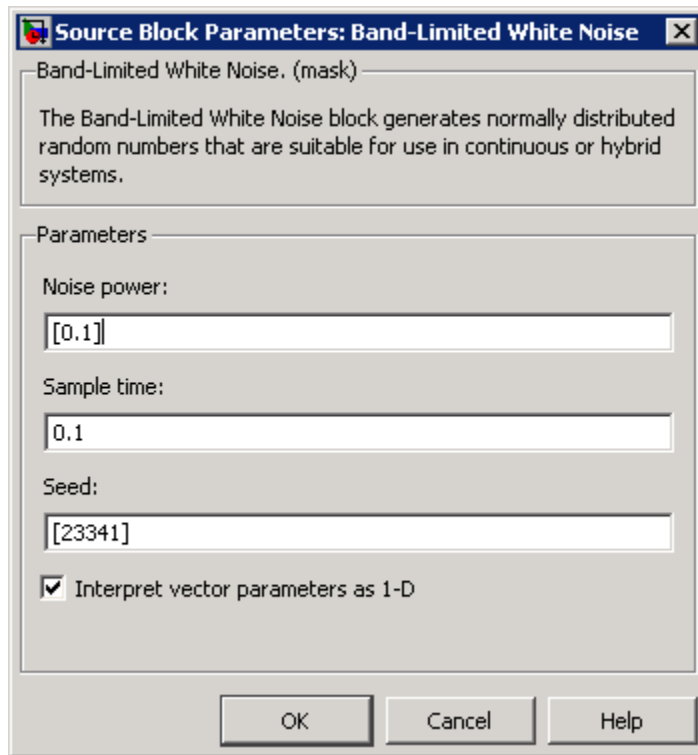 Source Block Parameters: Band-Limited White Noise
Band-Limited White Noise. (mask)
The Band-Limited White Noise block generates normally distributed
random numbers that are suitable for use in continuous or hybrid
systems.
Parameters
Noise power:
[0.1]
Sample time:
0.1
Seed:
[23341]
Interpret vector parameters as 1-D
OK Cancel Help